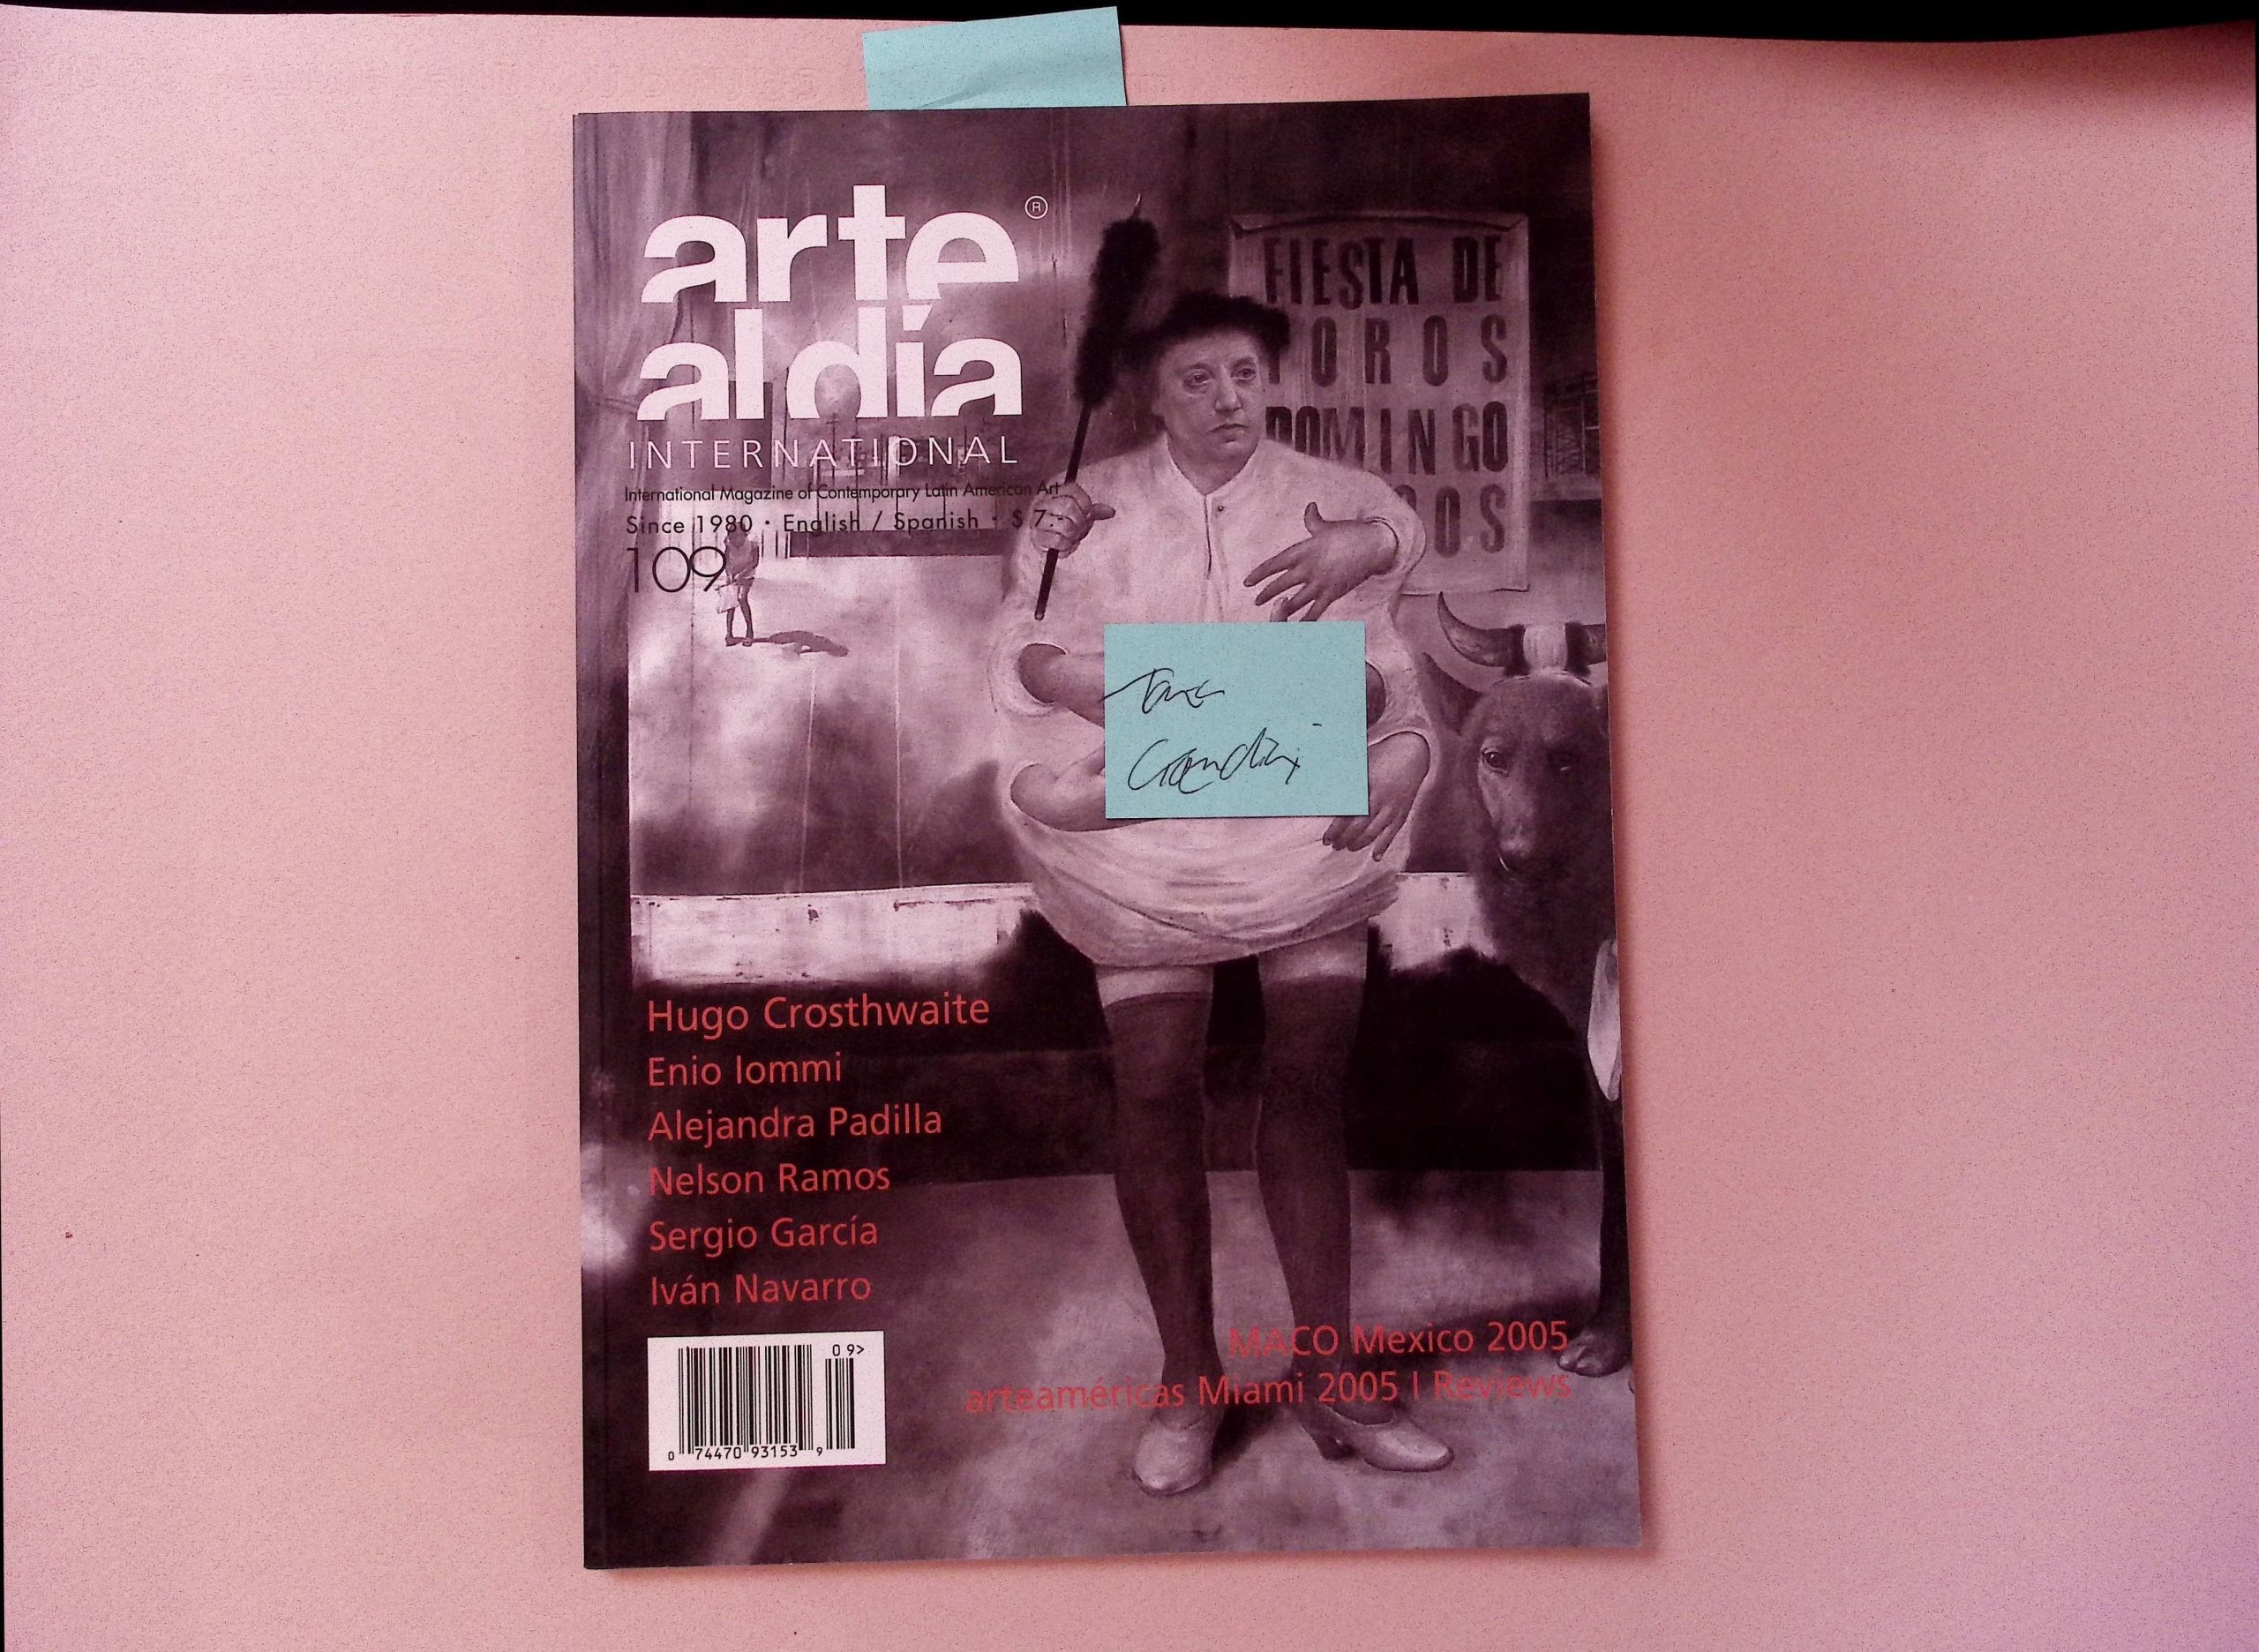 arte ®
al día
INTERNATIONAL
International Magazine of Contemporary Latin American Art
Since 1980 · English / Spanish · $ 7.-
109
FIESTA DE
TOROS
DOMINGO
OS
Hugo Crosthwaite
Enio Iommi
Alejandra Padilla
Nelson Ramos
Sergio García
Iván Navarro
MACO Mexico 2005
arteaméricas Miami 2005 | Reviews
09>
0 74470 93153 9